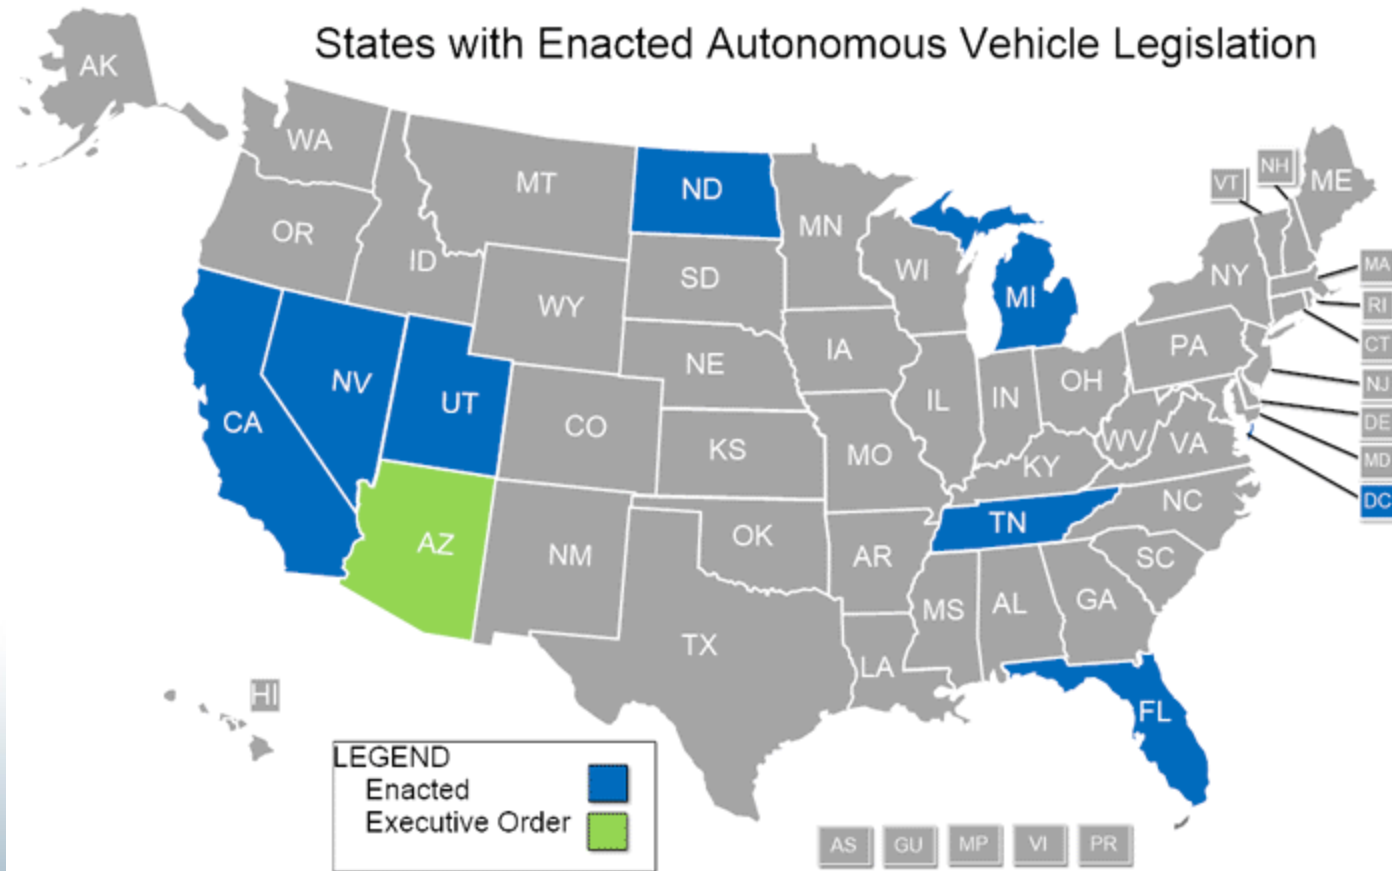 States with Enacted Autonomous Vehicle Legislation
AK
WA
MT
ND
MN
VT
NH
ME
OR
ID
SD
WI
NY
MA
WY
MI
RI
CT
NE
IA
PA
NV
UT
IL
IN
OH
NJ
CA
CO
KS
MO
WV
VA
DE
KY
MD
NC
DC
TN
AZ
NM
OK
AR
SC
MS
AL
GA
TX
LA
HI
FL
LEGEND
Enacted
Executive Order
AS
GU
MP
VI
PR